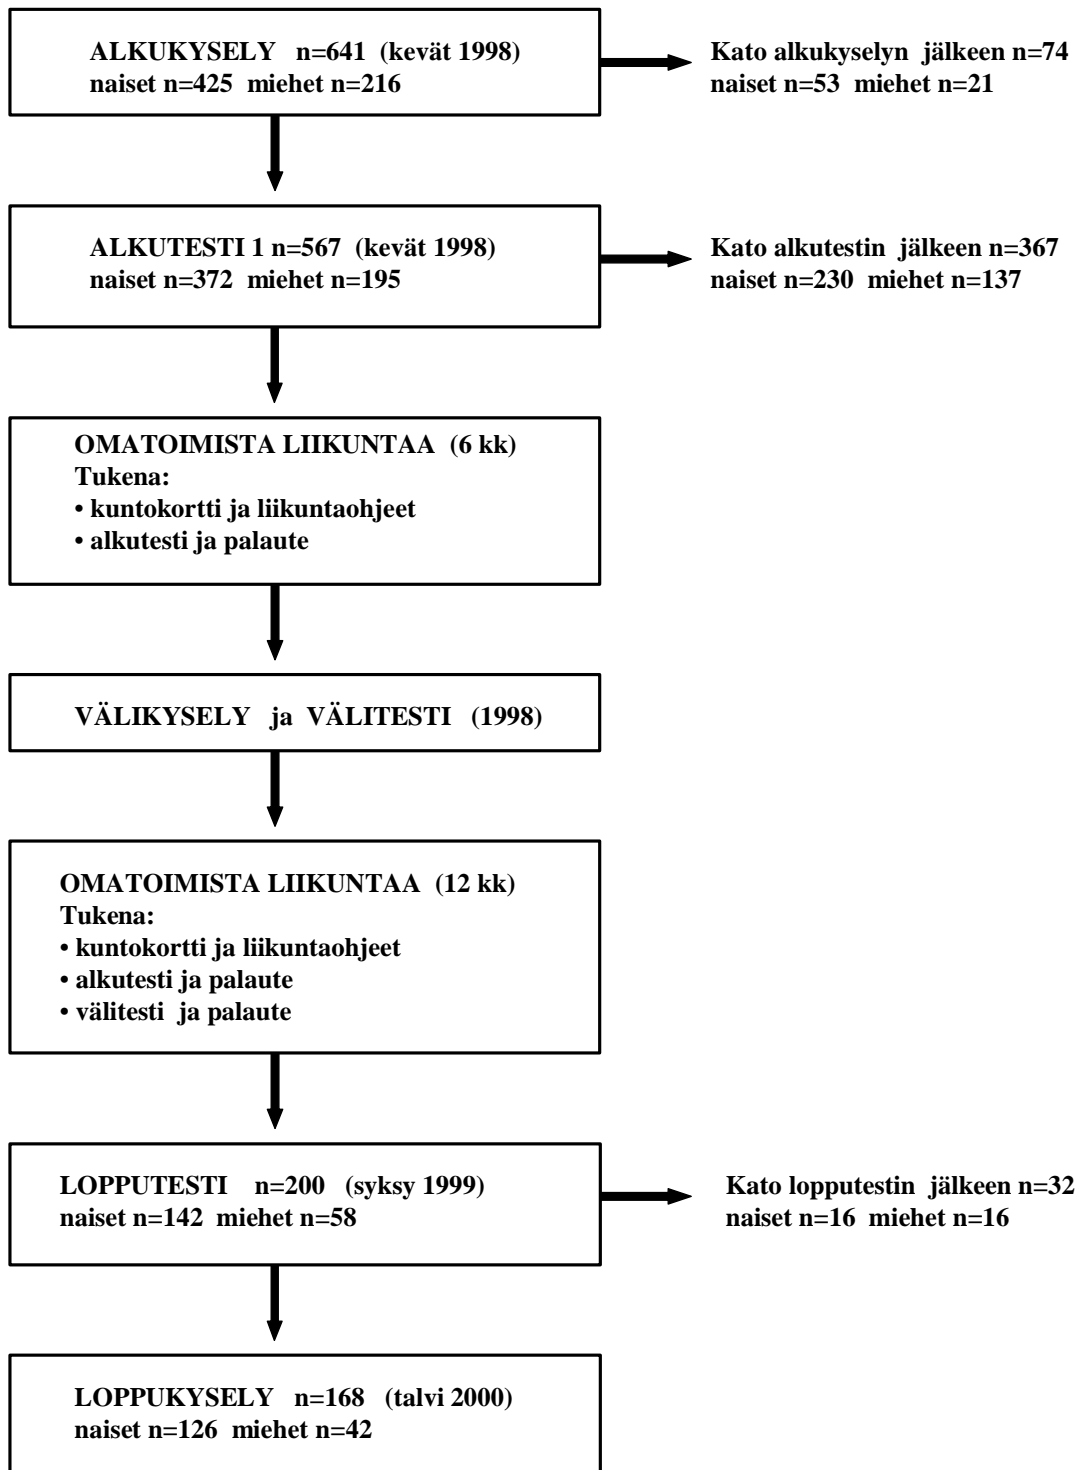 ALKUKYSELY n=641 (kevät 1998)
naiset n=425 miehet n=216
Kato alkukyselyn jälkeen n=74
naiset n=53 miehet n=21
ALKUTESTI 1 n=567 (kevät 1998)
naiset n=372 miehet n=195
Kato alkutestin jälkeen n=367
naiset n=230 miehet n=137
OMATOIMISTA LIIKUNTAA (6 kk)
Tukena:
• kuntokortti ja liikuntaohjeet
• alkutesti ja palaute
VÄLIKYSELY ja VÄLITESTI (1998)
OMATOIMISTA LIIKUNTAA (12 kk)
Tukena:
• kuntokortti ja liikuntaohjeet
• alkutesti ja palaute
• välitesti ja palaute
LOPPUTESTI n=200 (syksy 1999)
naiset n=142 miehet n=58
Kato lopputestin jälkeen n=32
naiset n=16 miehet n=16
LOPPUKYSELY n=168 (talvi 2000)
naiset n=126 miehet n=42